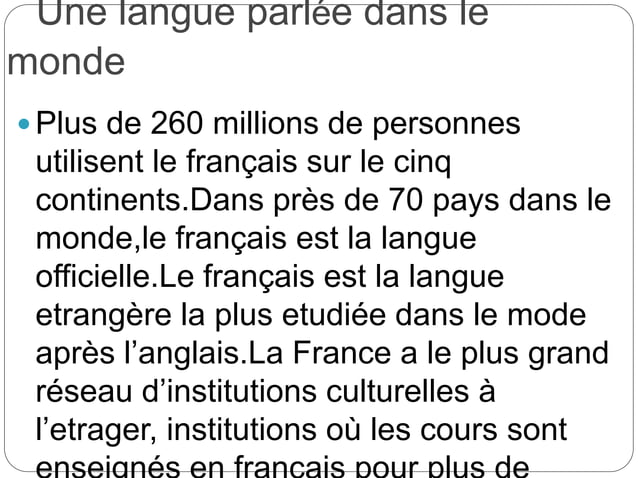 Une langue parlée dans le
monde
Plus de 260 millions de personnes
utilisent le français sur le cinq
continents.Dans près de 70 pays dans le
monde,le français est la langue
officielle.Le français est la langue
etrangère la plus etudiée dans le mode
après l’anglais.La France a le plus grand
réseau d’institutions culturelles à
l’etrager, institutions où les cours sont
enseignés en français pour plus de